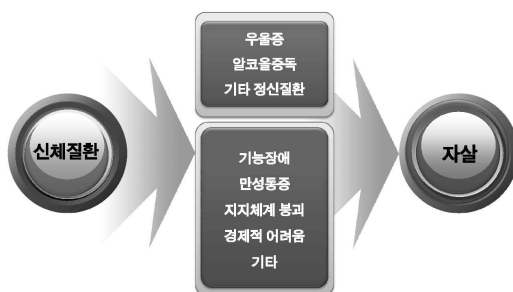 신체질환
우울증
알코올중독
기타 정신질환
기능장애
만성통증
지지체계 붕괴
경제적 어려움
기타
자살